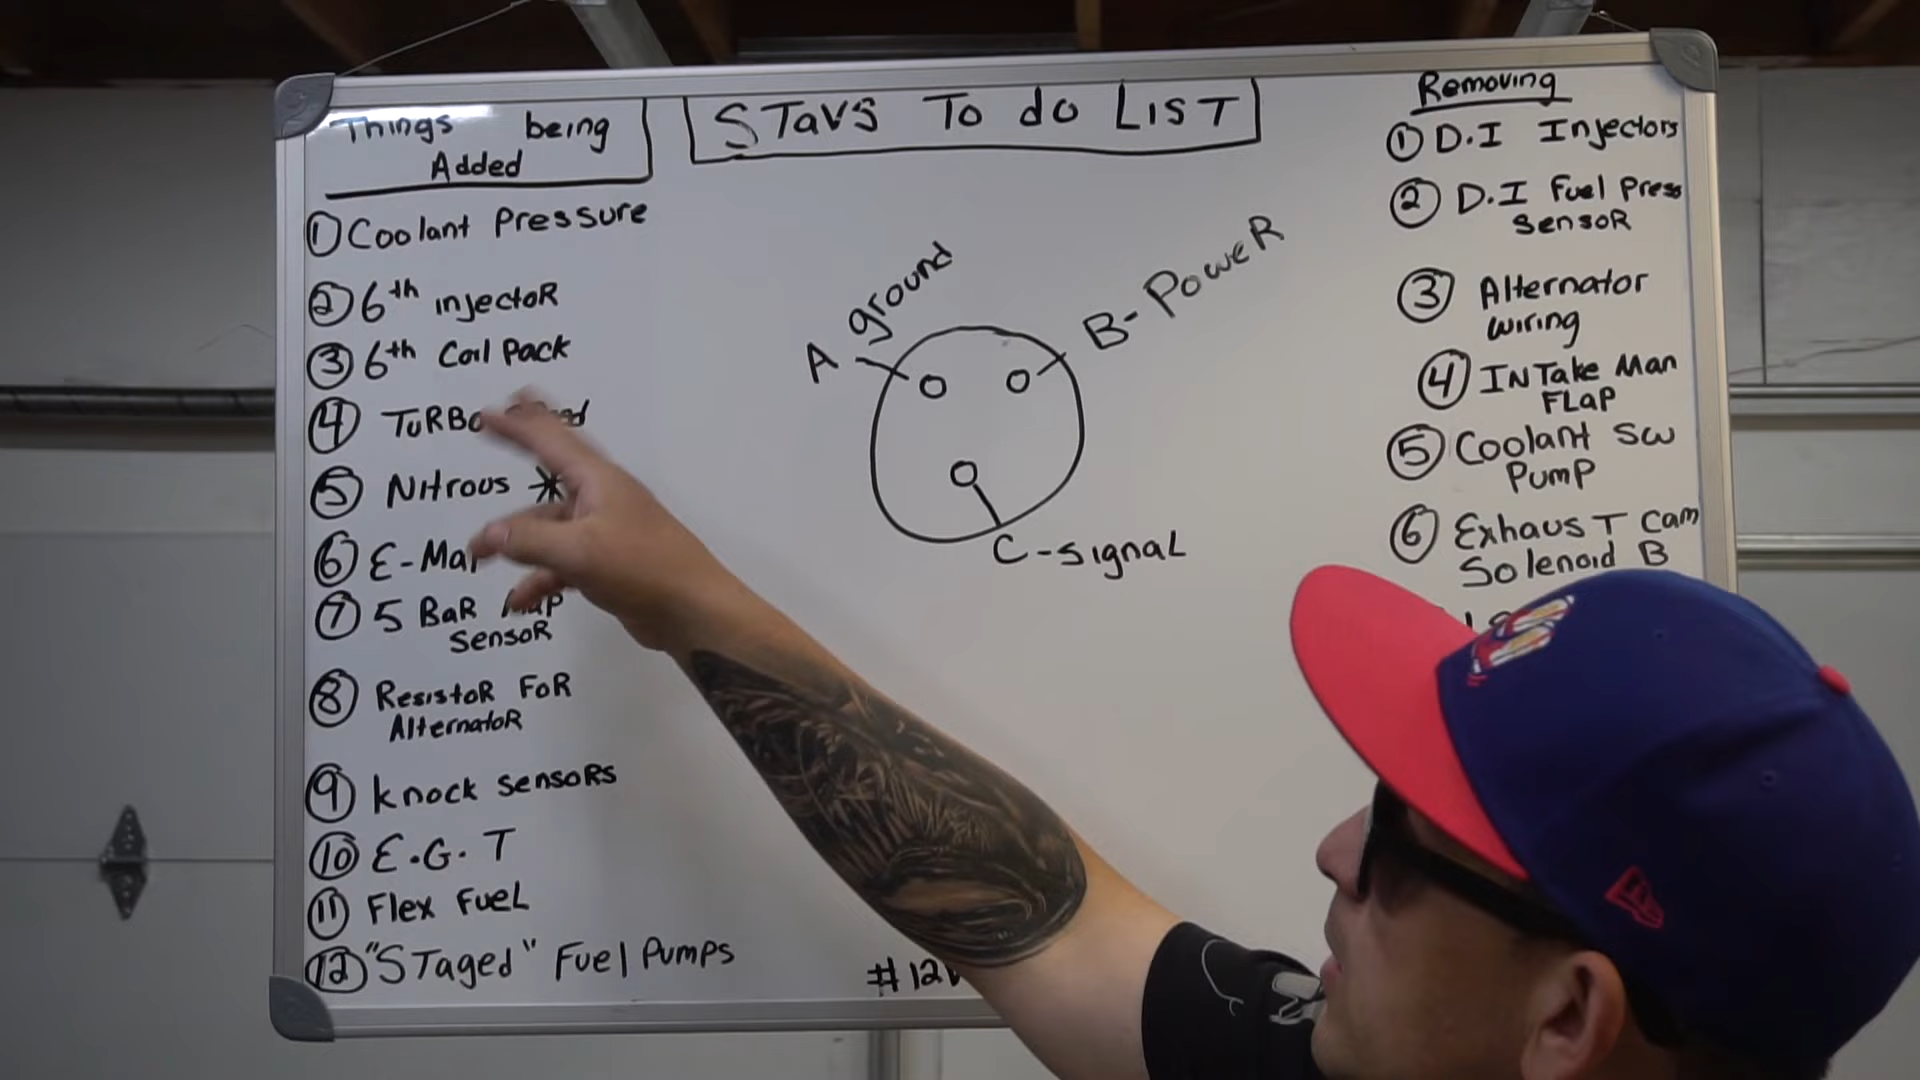 Things being
Added
① Coolant Pressure
② 6th injectoR
③ 6th Coil Pack
④ TuRBo
⑤ Nitrous *
⑥ E-Ma
⑦ 5 BaR Map
SensoR
⑧ ResistoR FoR
AlternatoR
⑨ knock sensoRs
⑩ E.G.T
⑪ Flex FueL
⑫ "STaged" Fuel Pumps
STavs To do LisT
A ground
B-PoweR
C-signaL
#12
Removing
① D.I Injectors
② D.I Fuel Press
SensoR
③ Alternator
wiring
④ INTake Man
FLaP
⑤ Coolant sw
Pump
⑥ ExhausT Cam
Solenoid B
S